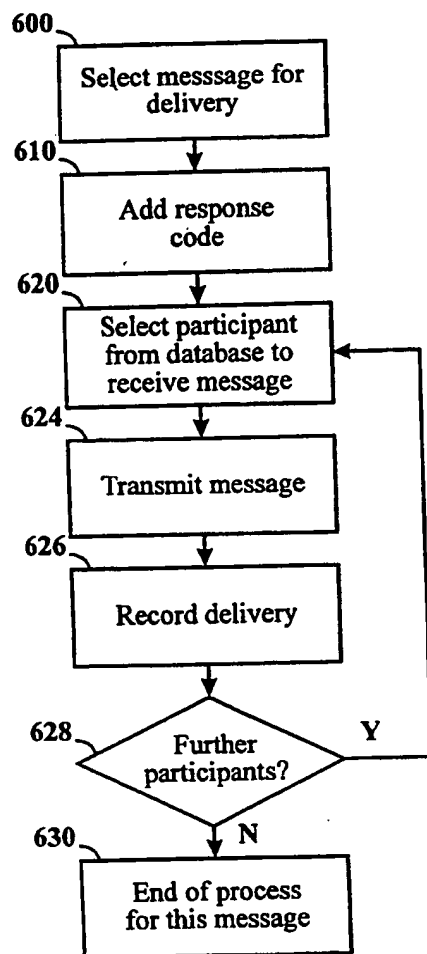 600
Select messsage for
delivery
610
Add response
code
620
Select participant
from database to
receive message
624
Transmit message
626
Record delivery
628
Further
participants?
Y
N
630
End of process
for this message